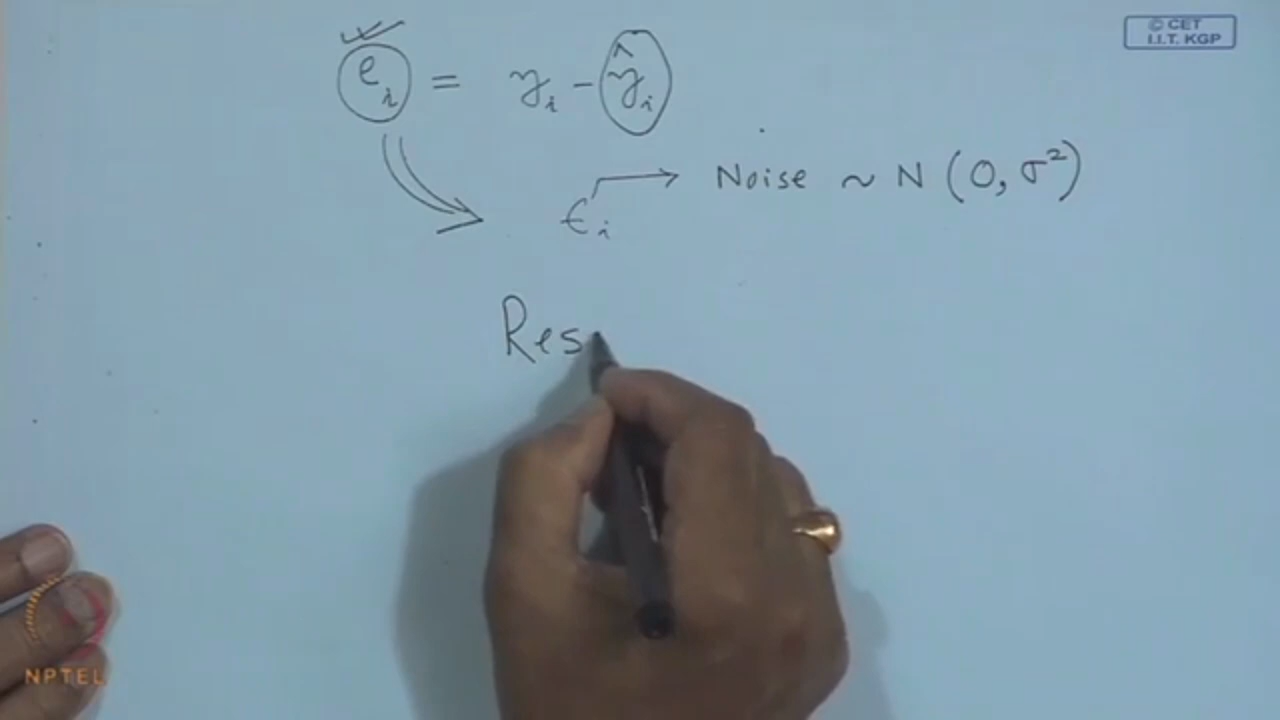 © CET
I.I.T. KGP
e_i = y_i - ŷ_i
ϵ_i → Noise ~ N (0, σ²)
Res
NPTEL